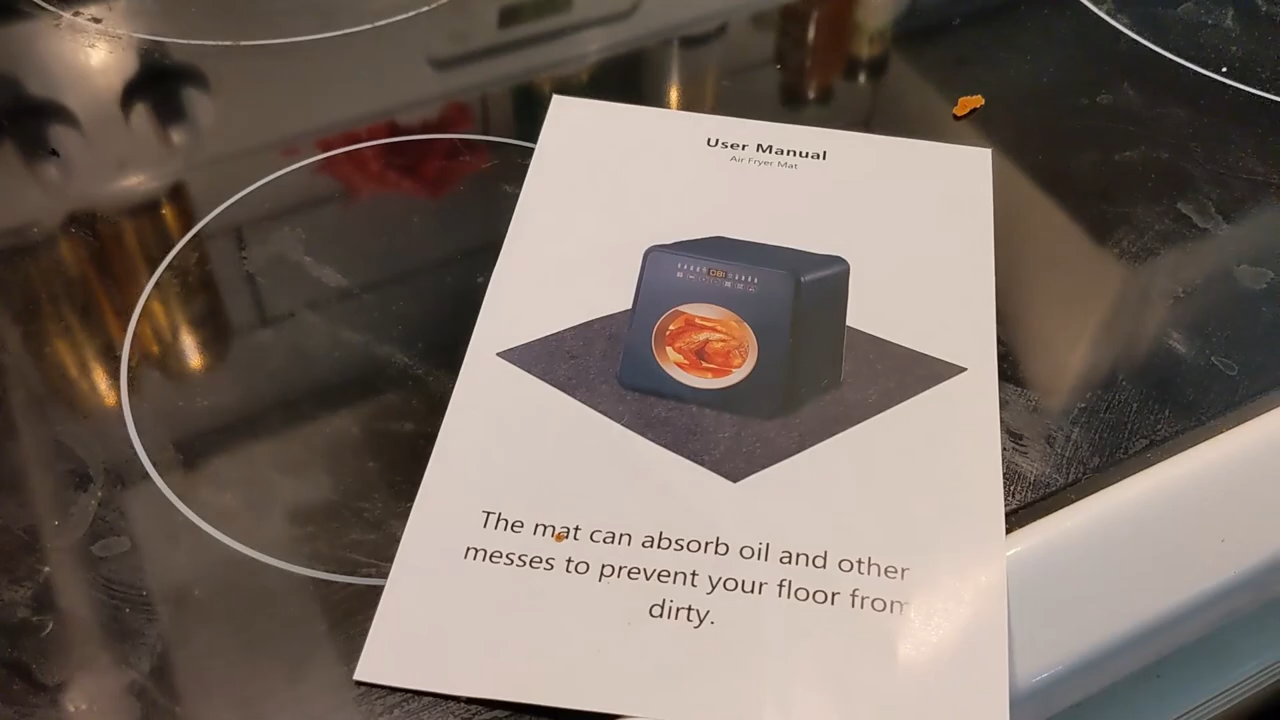 User Manual
Air Fryer Mat
080
The mat can absorb oil and other
messes to prevent your floor from
dirty.